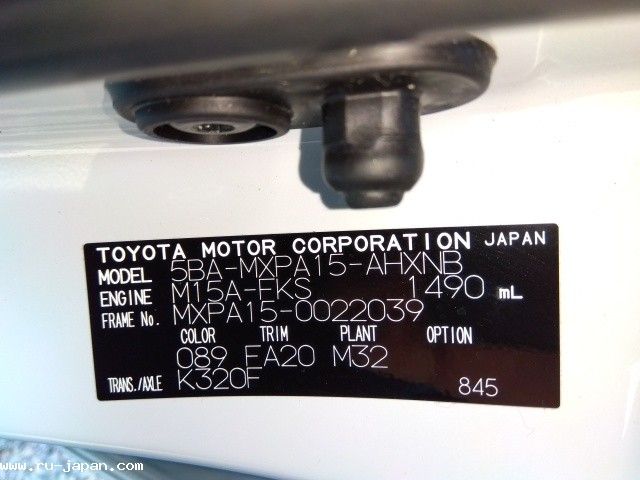 TOYOTA MOTOR CORPORATION JAPAN
MODEL 5BA-MXPA15-AHXNB
ENGINE M15A-FKS 1490 mL
FRAME No. MXPA15-0022039
COLOR TRIM PLANT OPTION
089 FA20 M32
TRANS./AXLE K320F 845
www.ru-japan.com